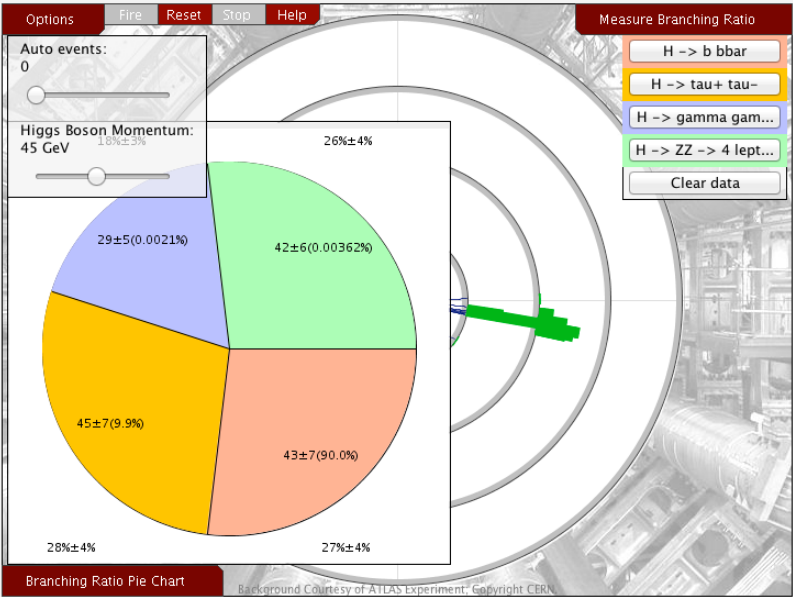 Options
Fire
Reset
Stop
Help
Measure Branching Ratio
Auto events:
0
Higgs Boson Momentum:
45 GeV
H -> b bbar
H -> tau+ tau-
H -> gamma gam...
H -> ZZ -> 4 lept...
Clear data
18%±3%
26%±4%
29±5(0.0021%)
42±6(0.00362%)
45±7(9.9%)
43±7(90.0%)
28%±4%
27%±4%
Branching Ratio Pie Chart
Background Courtesy of ATLAS Experiment, Copyright CERN.